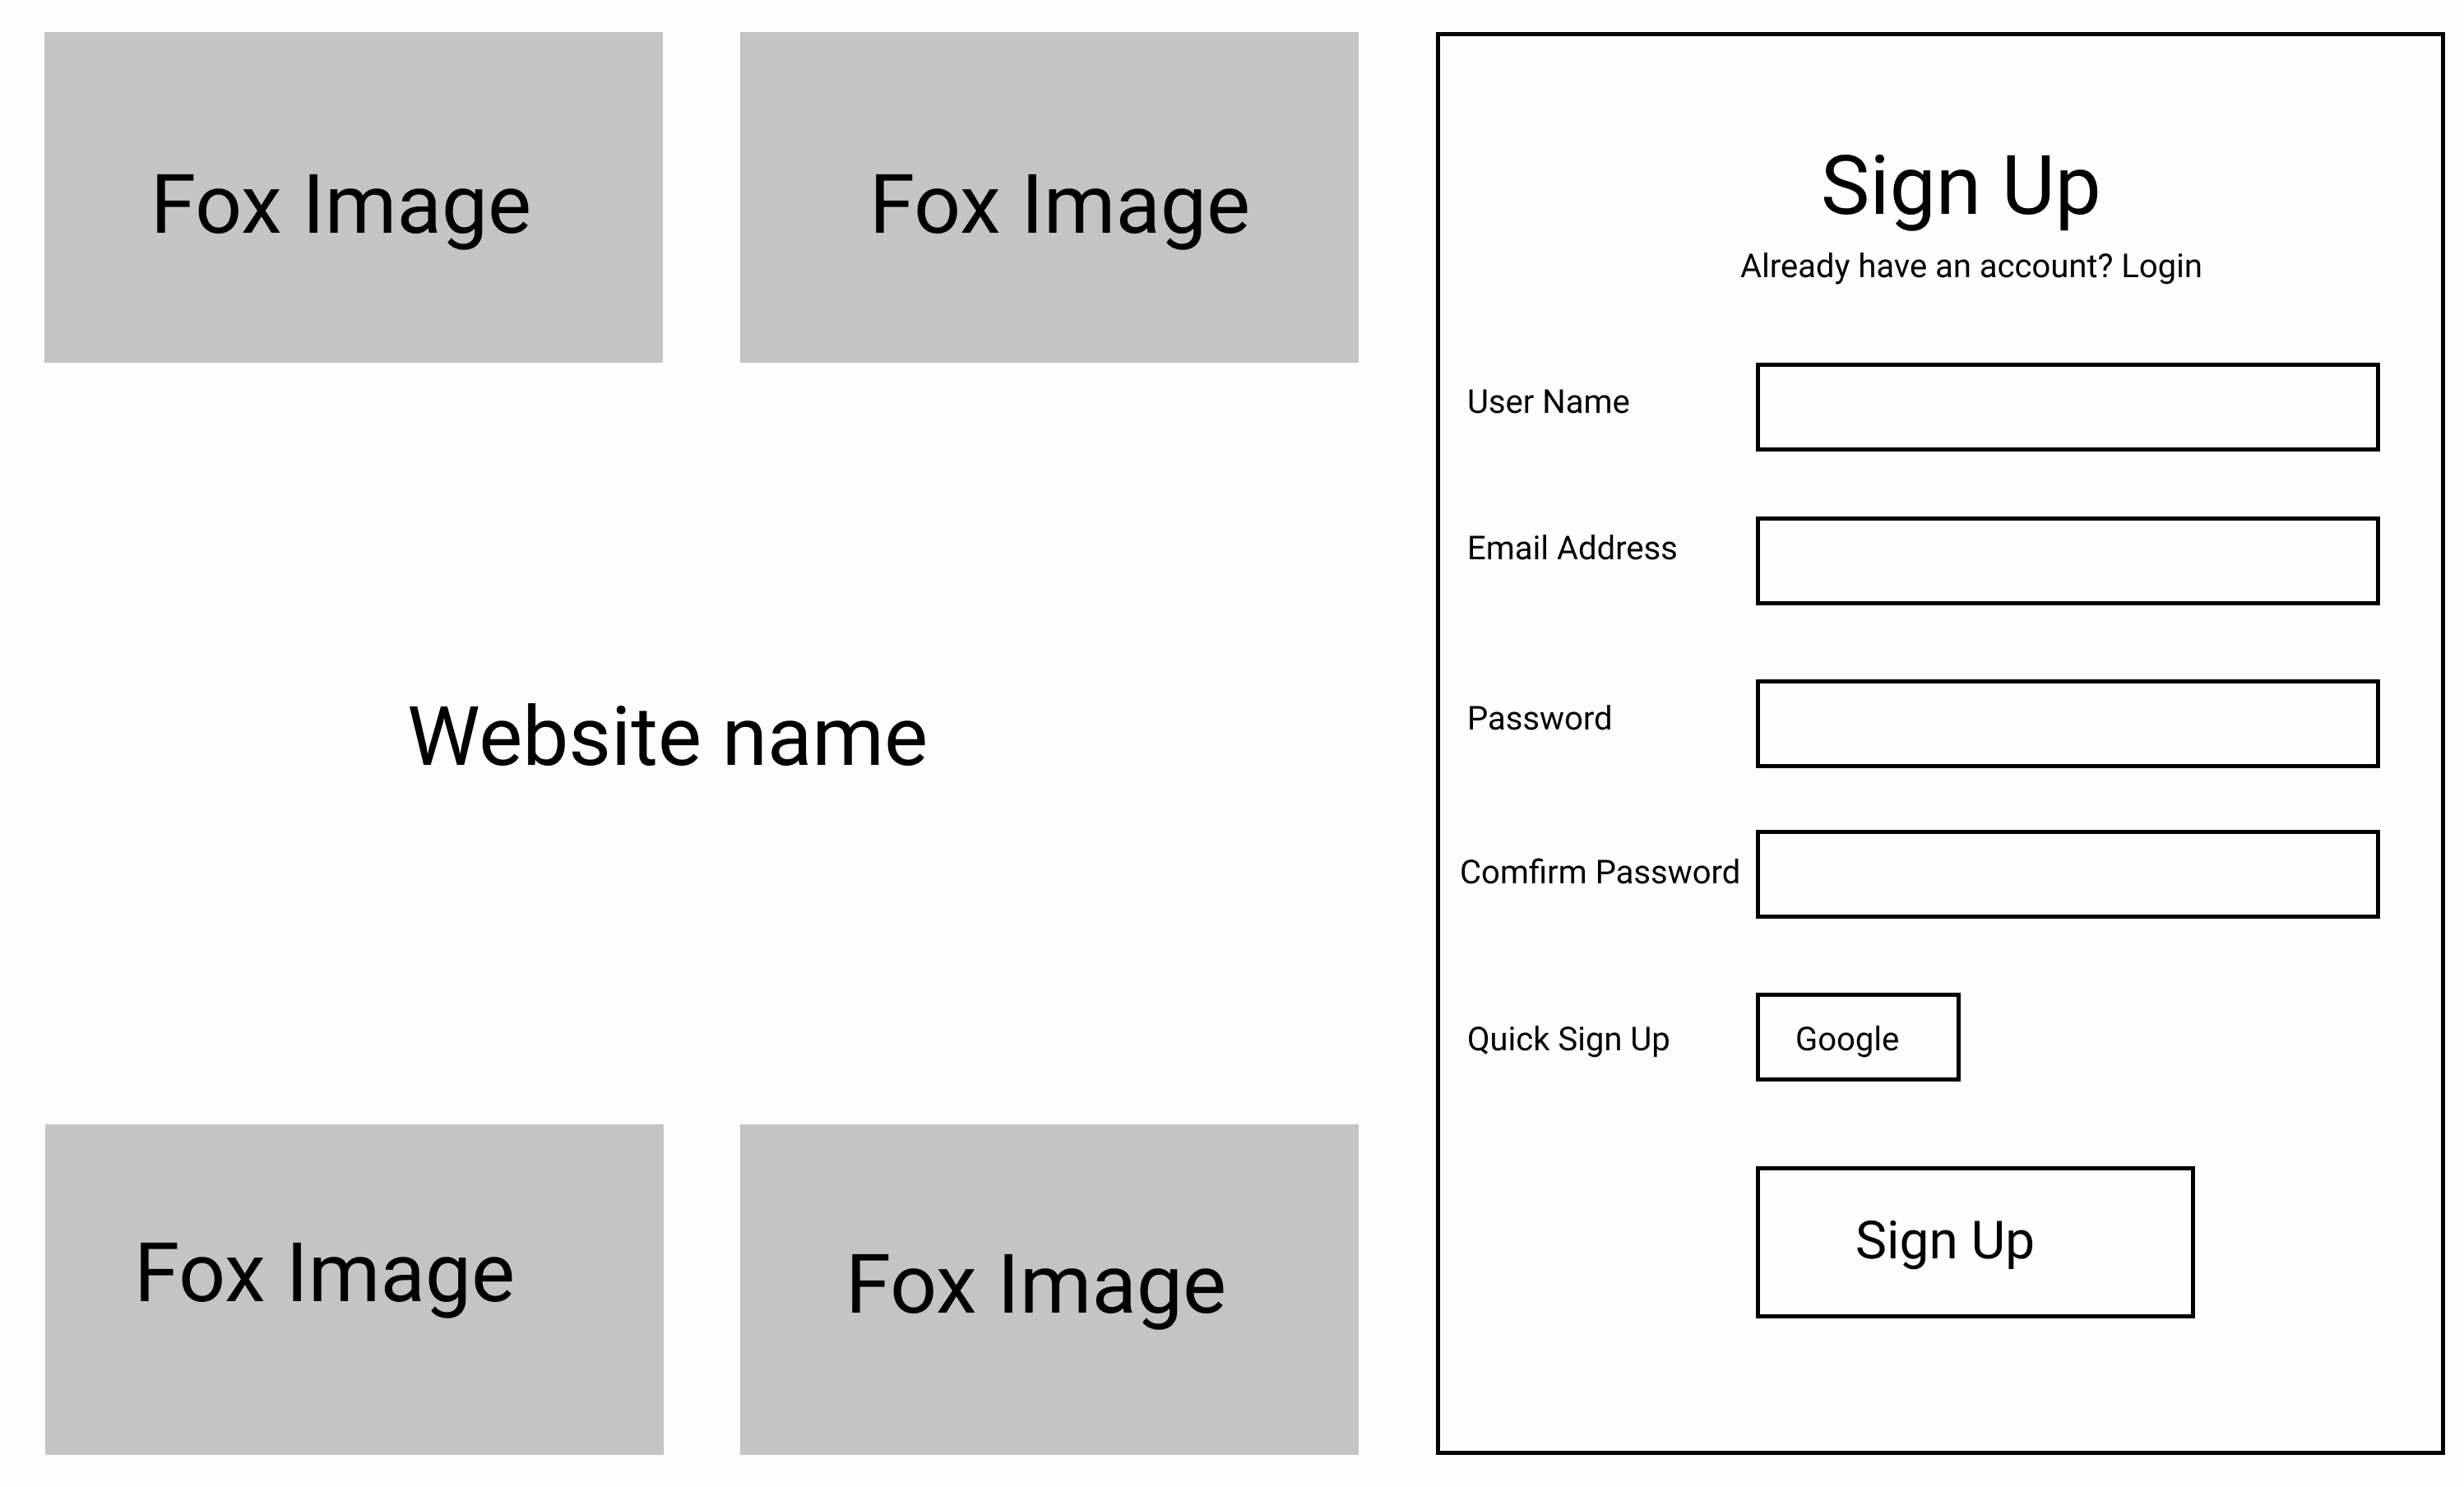 Fox Image
Fox Image
Website name
Fox Image
Fox Image
Sign Up
Already have an account? Login
User Name
Email Address
Password
Comfirm Password
Quick Sign Up
Google
Sign Up